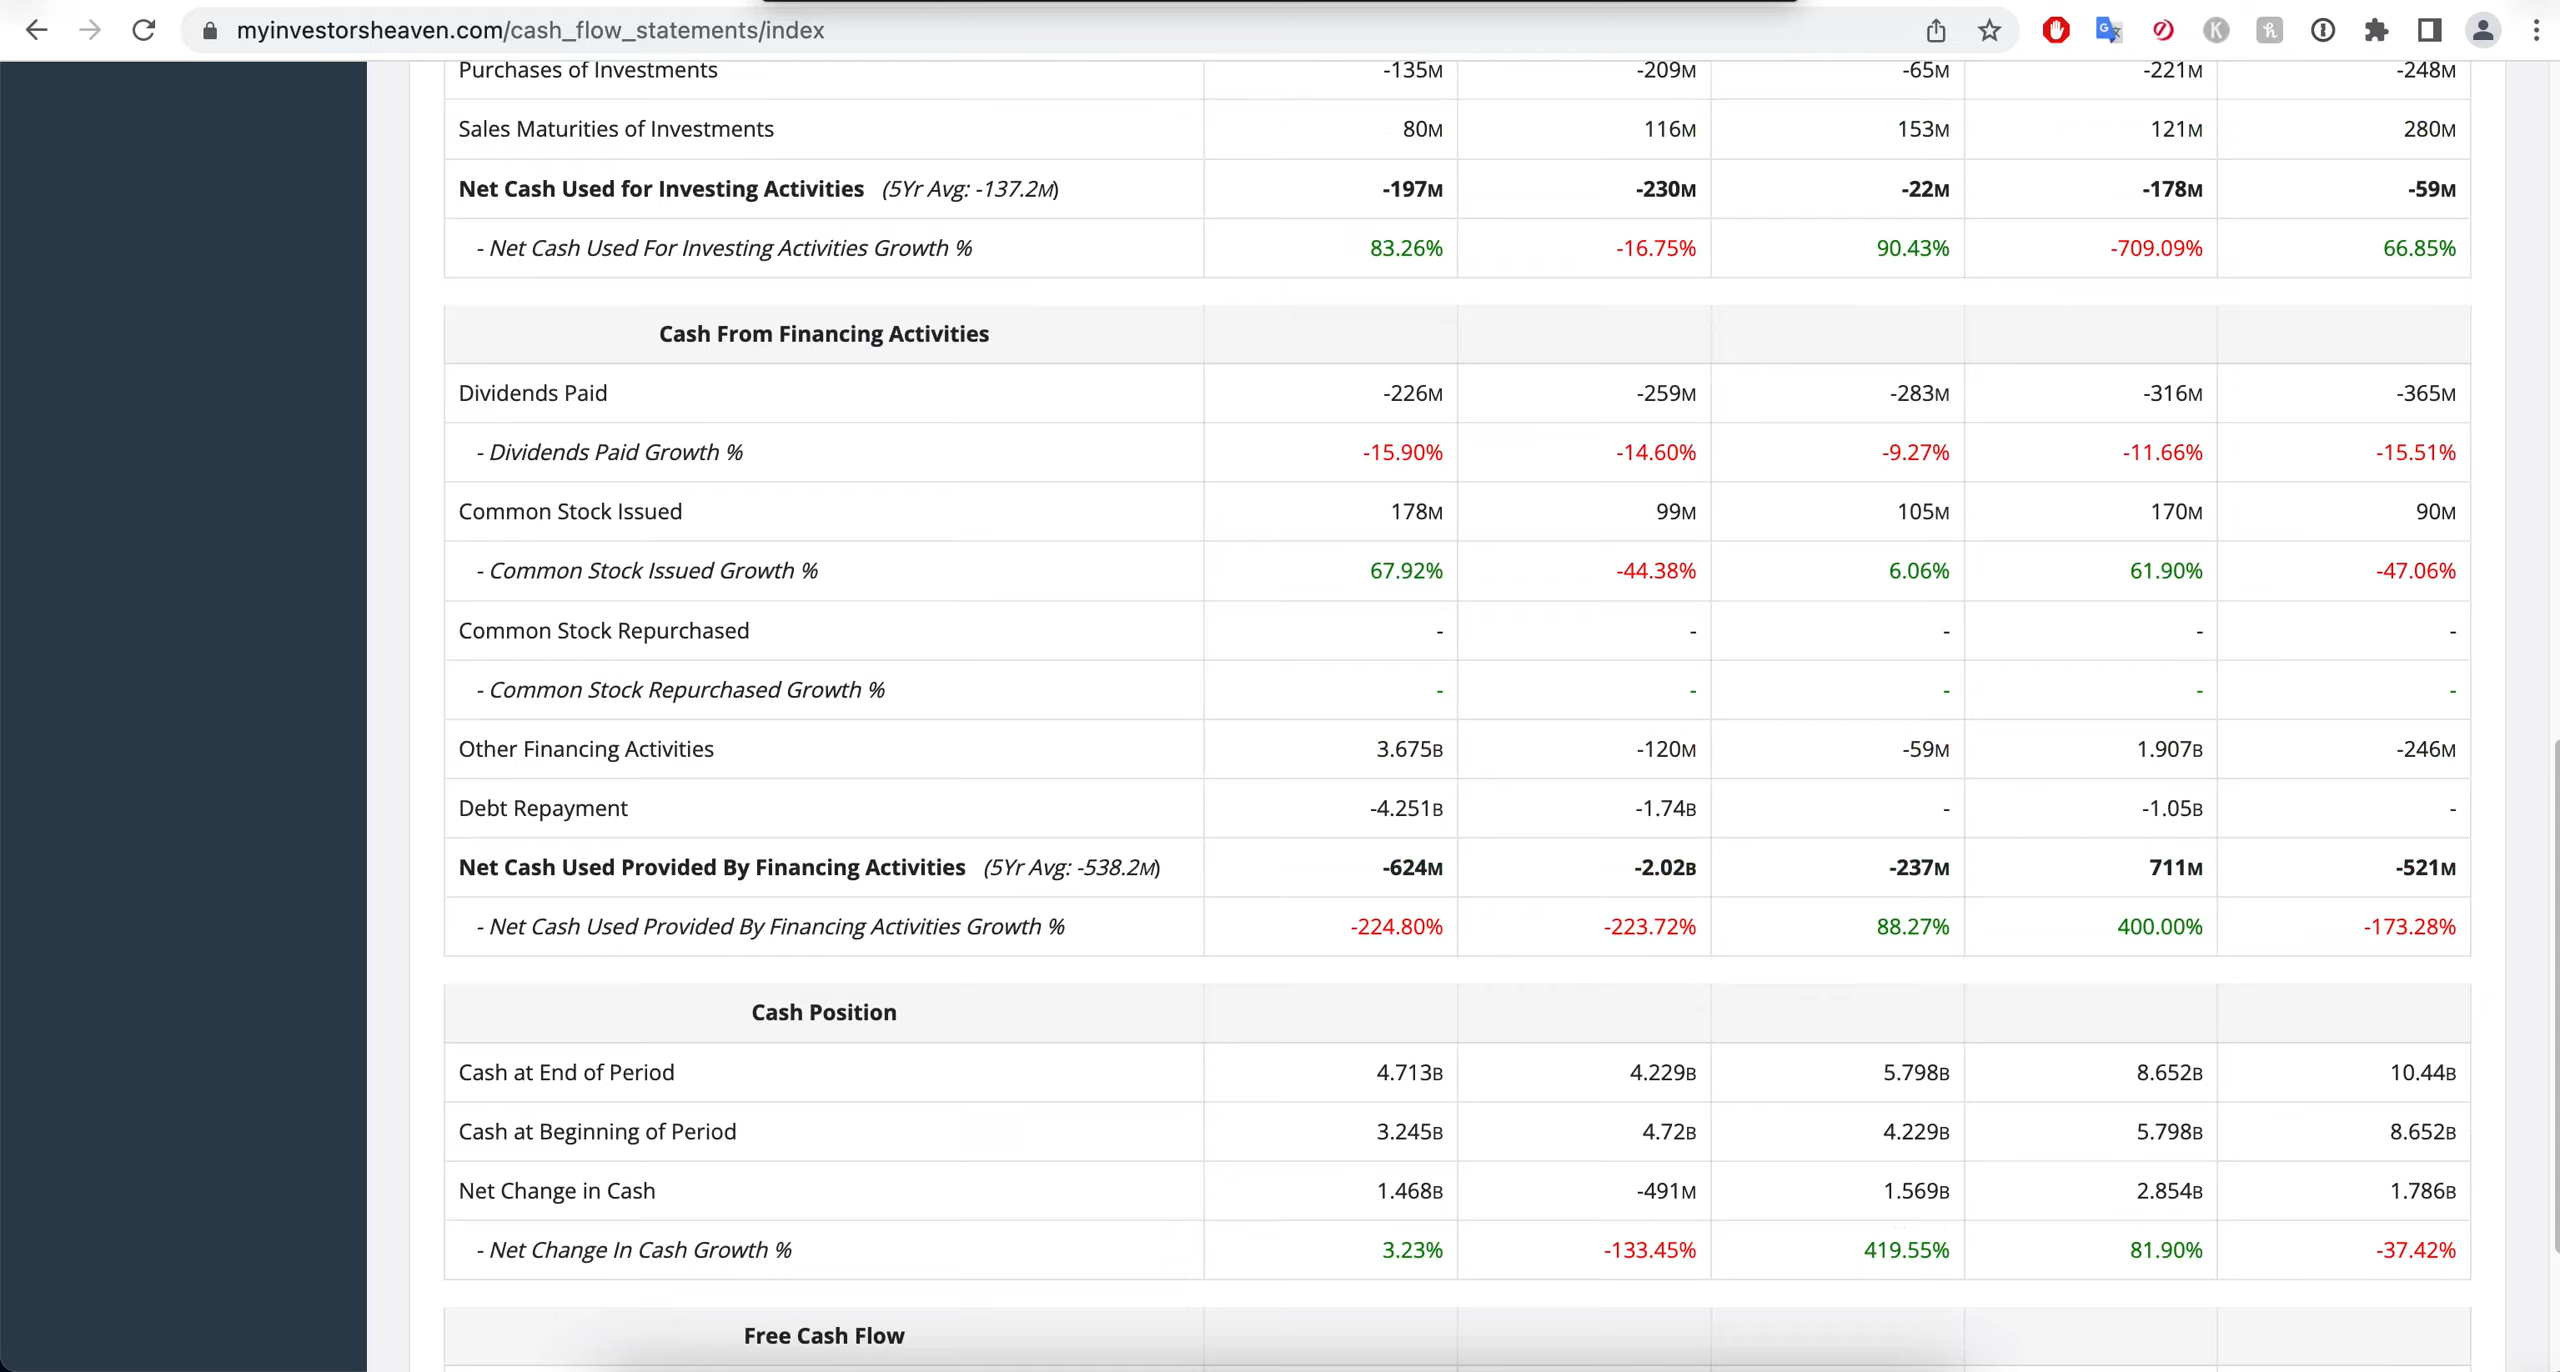 myinvestorsheaven.com/cash_flow_statements/index
Purchases of Investments -135M -209M -65M -221M -248M
Sales Maturities of Investments 80M 116M 153M 121M 280M
Net Cash Used for Investing Activities (5Yr Avg: -137.2M) -197M -230M -22M -178M -59M
- Net Cash Used For Investing Activities Growth % 83.26% -16.75% 90.43% -709.09% 66.85%
Cash From Financing Activities
Dividends Paid -226M -259M -283M -316M -365M
- Dividends Paid Growth % -15.90% -14.60% -9.27% -11.66% -15.51%
Common Stock Issued 178M 99M 105M 170M 90M
- Common Stock Issued Growth % 67.92% -44.38% 6.06% 61.90% -47.06%
Common Stock Repurchased - - - - -
- Common Stock Repurchased Growth % - - - - -
Other Financing Activities 3.675B -120M -59M 1.907B -246M
Debt Repayment -4.251B -1.74B - -1.05B -
Net Cash Used Provided By Financing Activities (5Yr Avg: -538.2M) -624M -2.02B -237M 711M -521M
- Net Cash Used Provided By Financing Activities Growth % -224.80% -223.72% 88.27% 400.00% -173.28%
Cash Position
Cash at End of Period 4.713B 4.229B 5.798B 8.652B 10.44B
Cash at Beginning of Period 3.245B 4.72B 4.229B 5.798B 8.652B
Net Change in Cash 1.468B -491M 1.569B 2.854B 1.786B
- Net Change In Cash Growth % 3.23% -133.45% 419.55% 81.90% -37.42%
Free Cash Flow